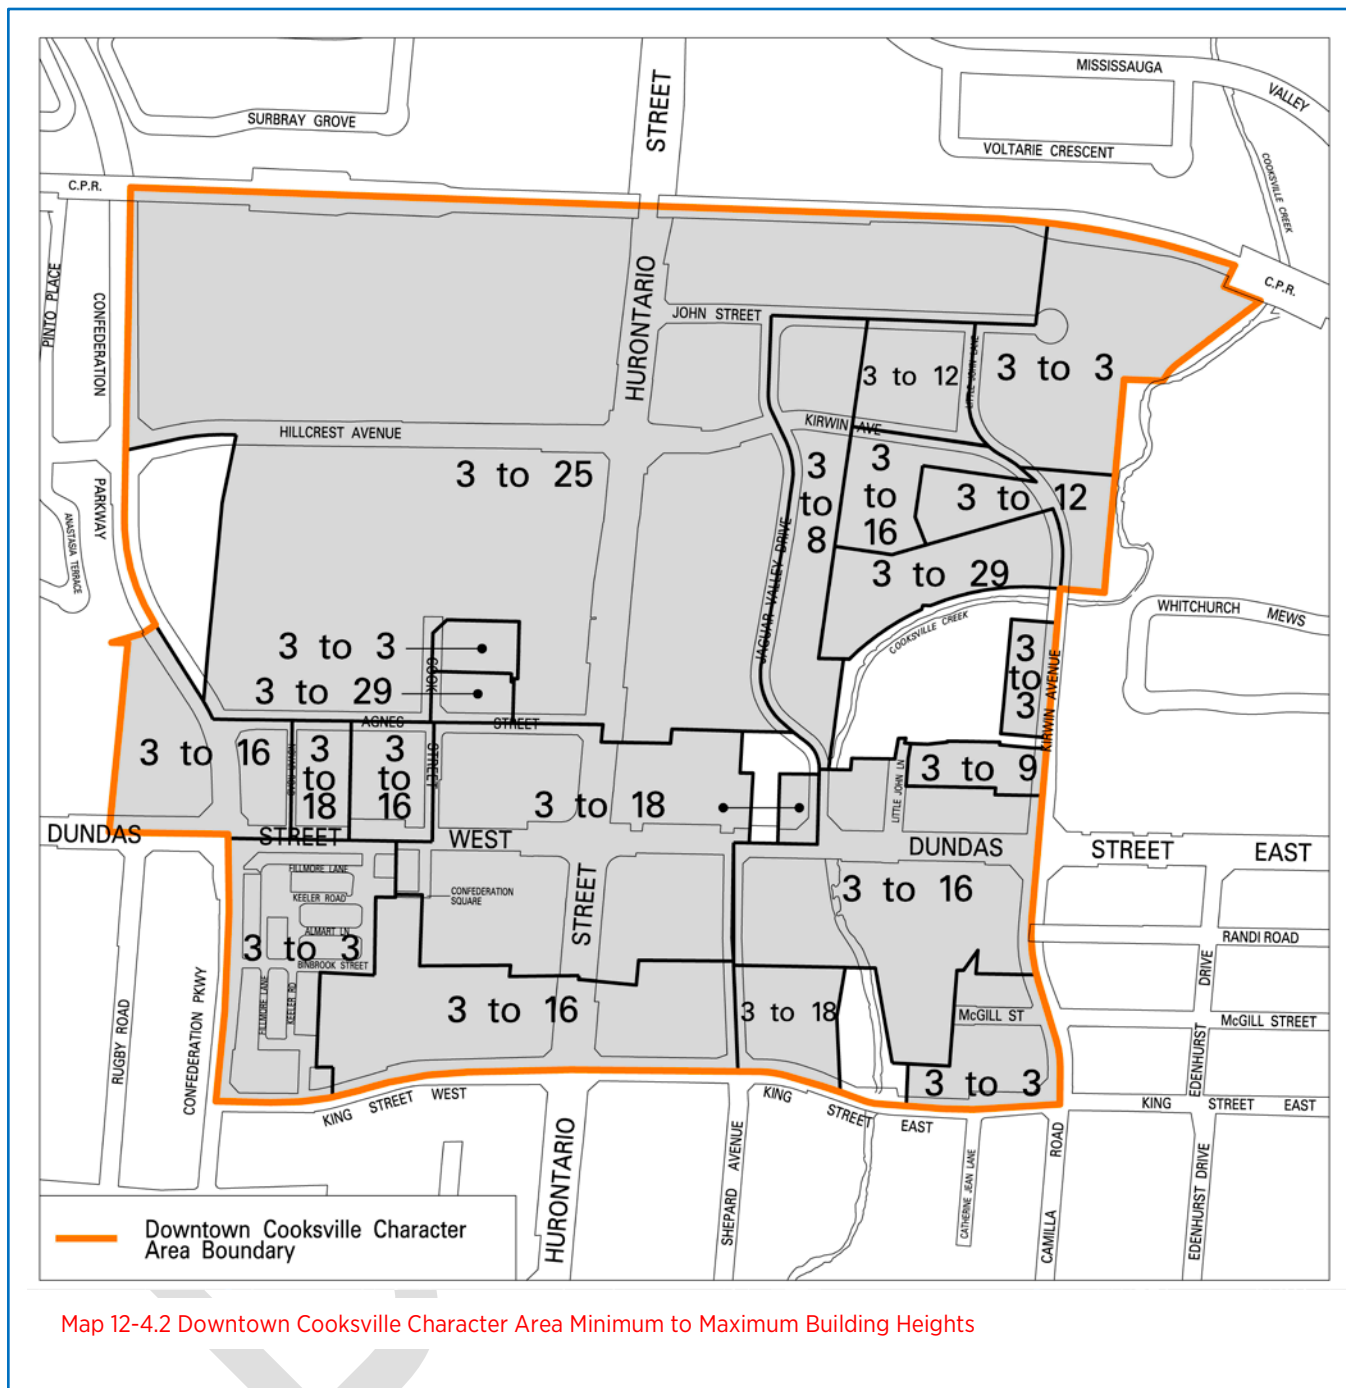 MISSISSAUGA
VALLEY
SURBRAY GROVE
STREET
VOLTARIE CRESCENT
COOKSVILLE CREEK
C.P.R.
C.P.R.
PINTO PLACE
CONFEDERATION
HURONTARIO
JOHN STREET
LITTLE JOHN LANE
3 to 12
3 to 3
HILLCREST AVENUE
KIRWIN AVE
3 to 25
3
to
8
3
to
16
3 to 12
PARKWAY
ANASTASIA TERRACE
JAGUAR VALLEY DRIVE
3 to 29
COOKSVILLE CREEK
WHITCHURCH MEWS
3 to 3
COOK
3 to 29
3
to
3
KIRWIN AVENUE
AGNES STREET
3 to 16
3
to
18
3
to
16
STREET
3 to 18
LITTLE JOHN LN
3 to 9
DUNDAS STREET WEST
DUNDAS STREET EAST
FILLMORE LANE
KEELER ROAD
CONFEDERATION
SQUARE
STREET
3 to 16
ALMART LN
3 to 3
BINBROOK STREET
RANDI ROAD
DRIVE
FILLMORE LANE
KEELER RD
3 to 16
3 to 18
McGILL ST
McGILL STREET
RUGBY ROAD
CONFEDERATION PKWY
EDENHURST
3 to 3
KING STREET WEST
KING STREET EAST
KING STREET EAST
HURONTARIO
SHEPARD AVENUE
CATHERINE JEAN LANE
CAMILLA ROAD
EDENHURST DRIVE
Downtown Cooksville Character
Area Boundary
Map 12-4.2 Downtown Cooksville Character Area Minimum to Maximum Building Heights